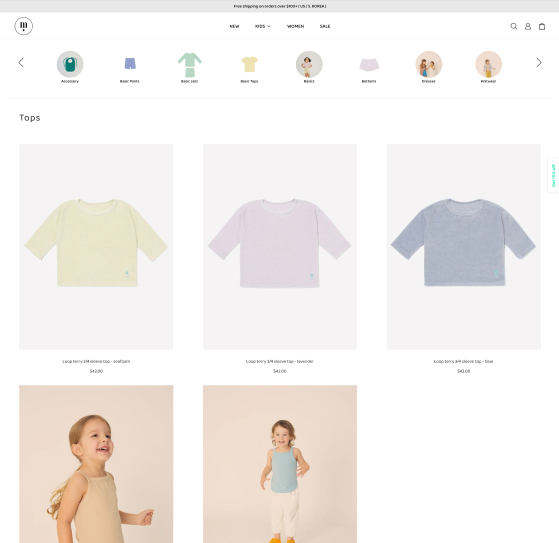 Free shipping on orders over $100+ ( US / S. KOREA )
m
NEW KIDS WOMEN SALE
Accessory Basic Pants Basic sets Basic Tops Basics Bottoms Dresses Knitwear
Tops
Loop terry 3/4 sleeve top - seafoam
$42.00
Loop terry 3/4 sleeve top - lavender
$42.00
Loop terry 3/4 sleeve top - blue
$42.00